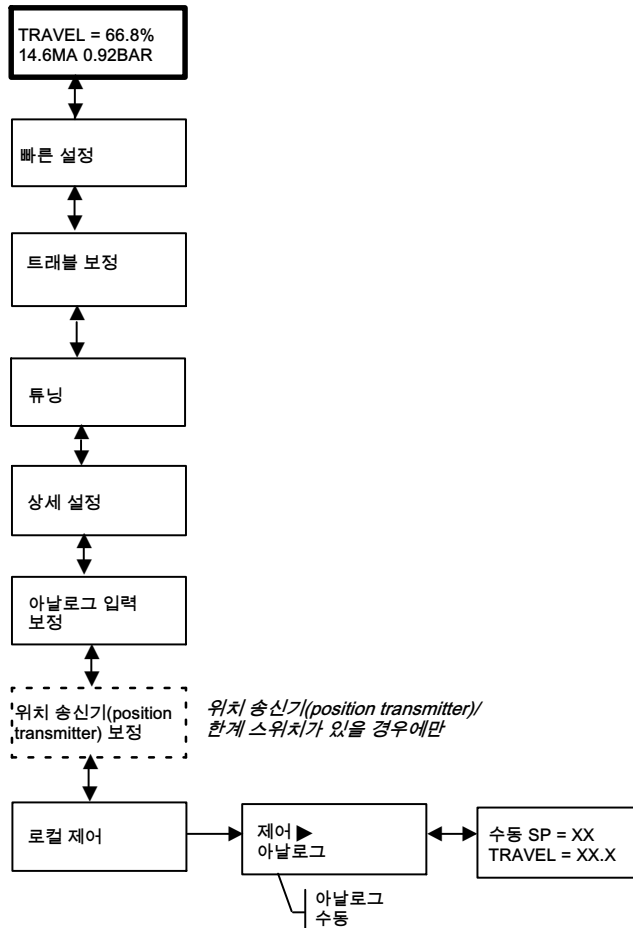 TRAVEL = 66.8%
14.6MA 0.92BAR
빠른 설정
트래블 보정
튜닝
상세 설정
아날로그 입력
보정
위치 송신기(position
transmitter) 보정
위치 송신기(position transmitter)/
한계 스위치가 있을 경우에만
로컬 제어
제어 ▶
아날로그
수동 SP = XX
TRAVEL = XX.X
아날로그
수동